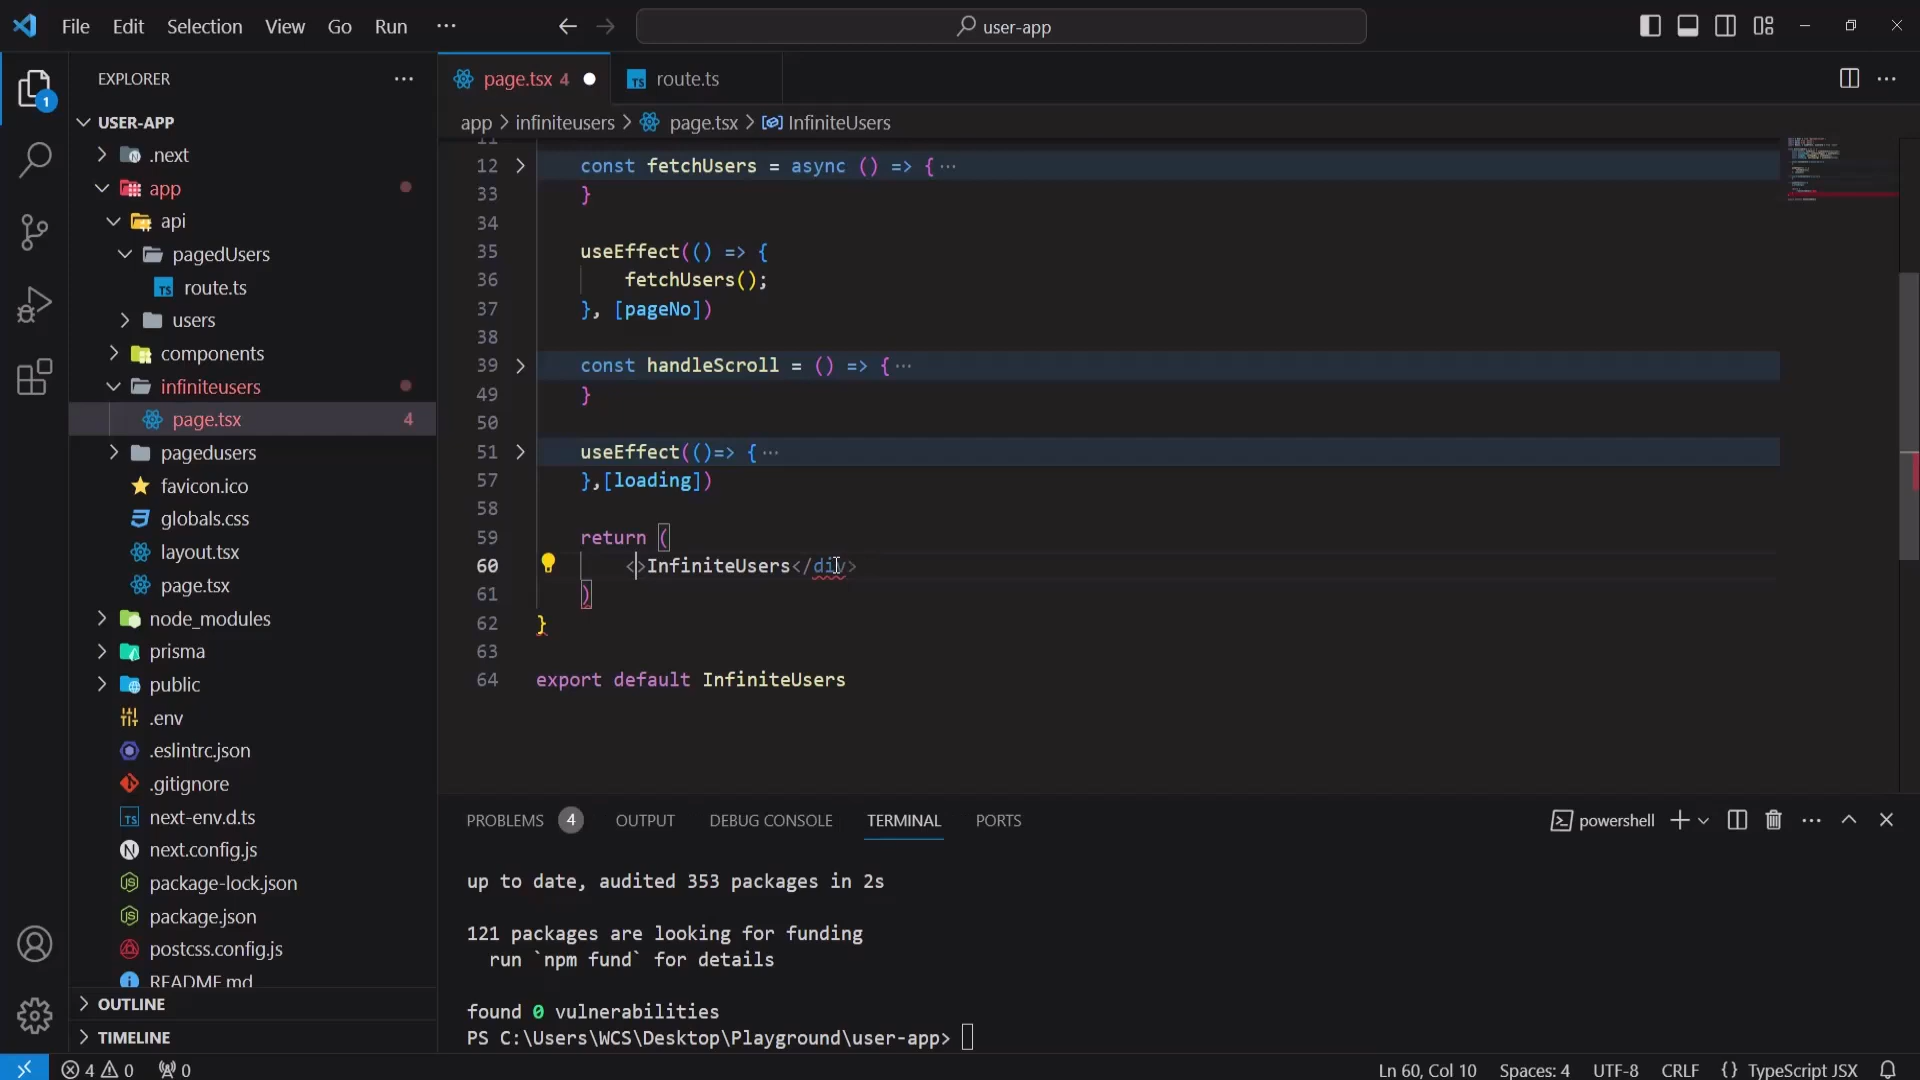 File Edit Selection View Go Run ···
user-app
EXPLORER ···
1
USER-APP
.next
app
api
pagedUsers
TS route.ts
users
components
infiniteusers
page.tsx 4
pagedusers
favicon.ico
globals.css
layout.tsx
page.tsx
node_modules
prisma
public
.env
.eslintrc.json
.gitignore
TS next-env.d.ts
N next.config.js
package-lock.json
package.json
postcss.config.js
README.md
OUTLINE
TIMELINE
page.tsx 4
TS route.ts
app > infiniteusers > page.tsx > InfiniteUsers
11
12 const fetchUsers = async () => {···
33 }
34
35 useEffect(() => {
36 fetchUsers();
37 }, [pageNo])
38
39 const handleScroll = () => {···
49 }
50
51 useEffect(()=> {···
57 },[loading])
58
59 return (
60 <>InfiniteUsers</div>
61 )
62 }
63
64 export default InfiniteUsers
PROBLEMS 4 OUTPUT DEBUG CONSOLE TERMINAL PORTS
powershell
up to date, audited 353 packages in 2s
121 packages are looking for funding
run `npm fund` for details
found 0 vulnerabilities
PS C:\Users\WCS\Desktop\Playground\user-app>
4 0 0
Ln 60, Col 10 Spaces: 4 UTF-8 CRLF {} TypeScript JSX